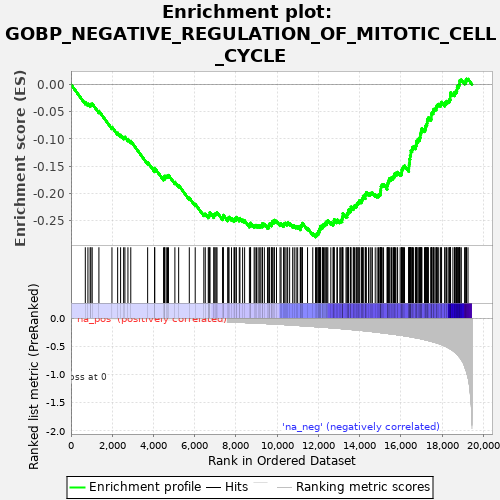 Enrichment plot:
GOBP_NEGATIVE_REGULATION_OF_MITOTIC_CELL
_CYCLE
Enrichment score (ES)
0.00
-0.05
-0.10
-0.15
-0.20
-0.25
Ranked list metric (PreRanked)
0.0
-0.5
-1.0
-1.5
-2.0
'na_pos' (positively correlated)
'na_neg' (negatively correlated)
0
2,000
4,000
6,000
8,000
10,000
12,000
14,000
16,000
18,000
20,000
Rank in Ordered Dataset
Enrichment profile
Hits
Ranking metric scores